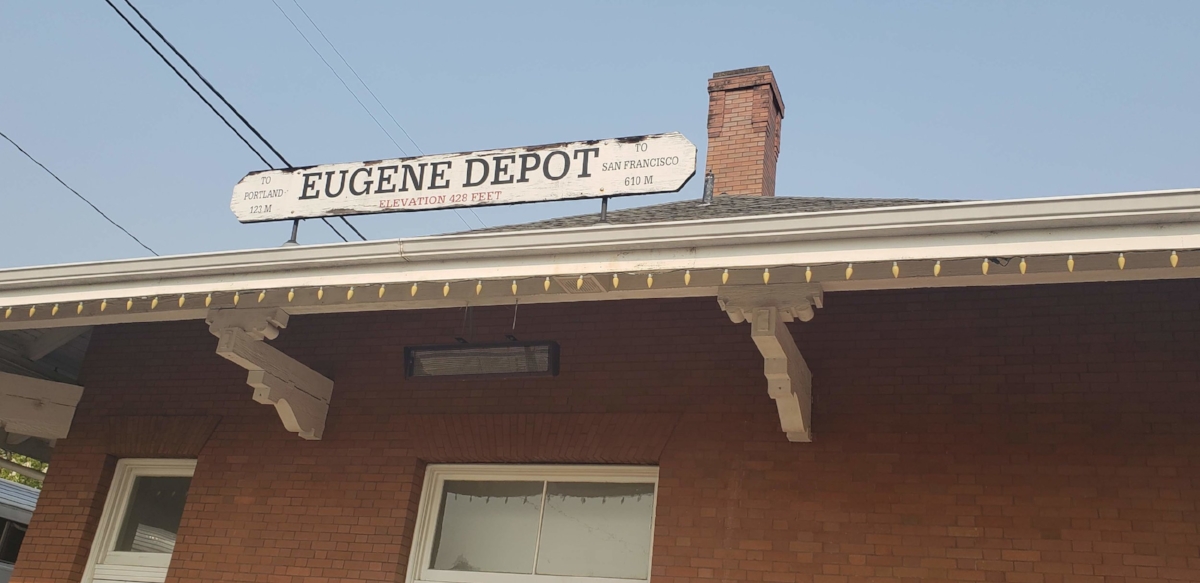 TO
PORTLAND
123 M
EUGENE DEPOT
ELEVATION 428 FEET
TO
SAN FRANCISCO
610 M